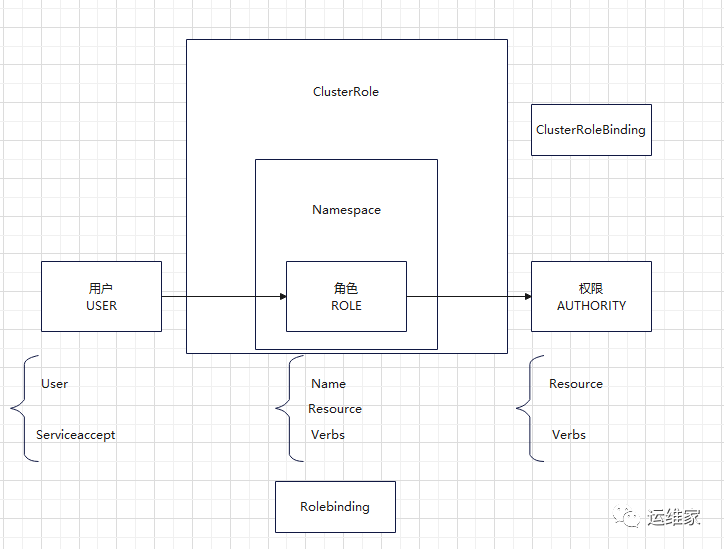 ClusterRole
ClusterRoleBinding
Namespace
用户
USER
角色
ROLE
权限
AUTHORITY
User
Serviceaccept
Name
Resource
Verbs
Resource
Verbs
Rolebinding
运维家